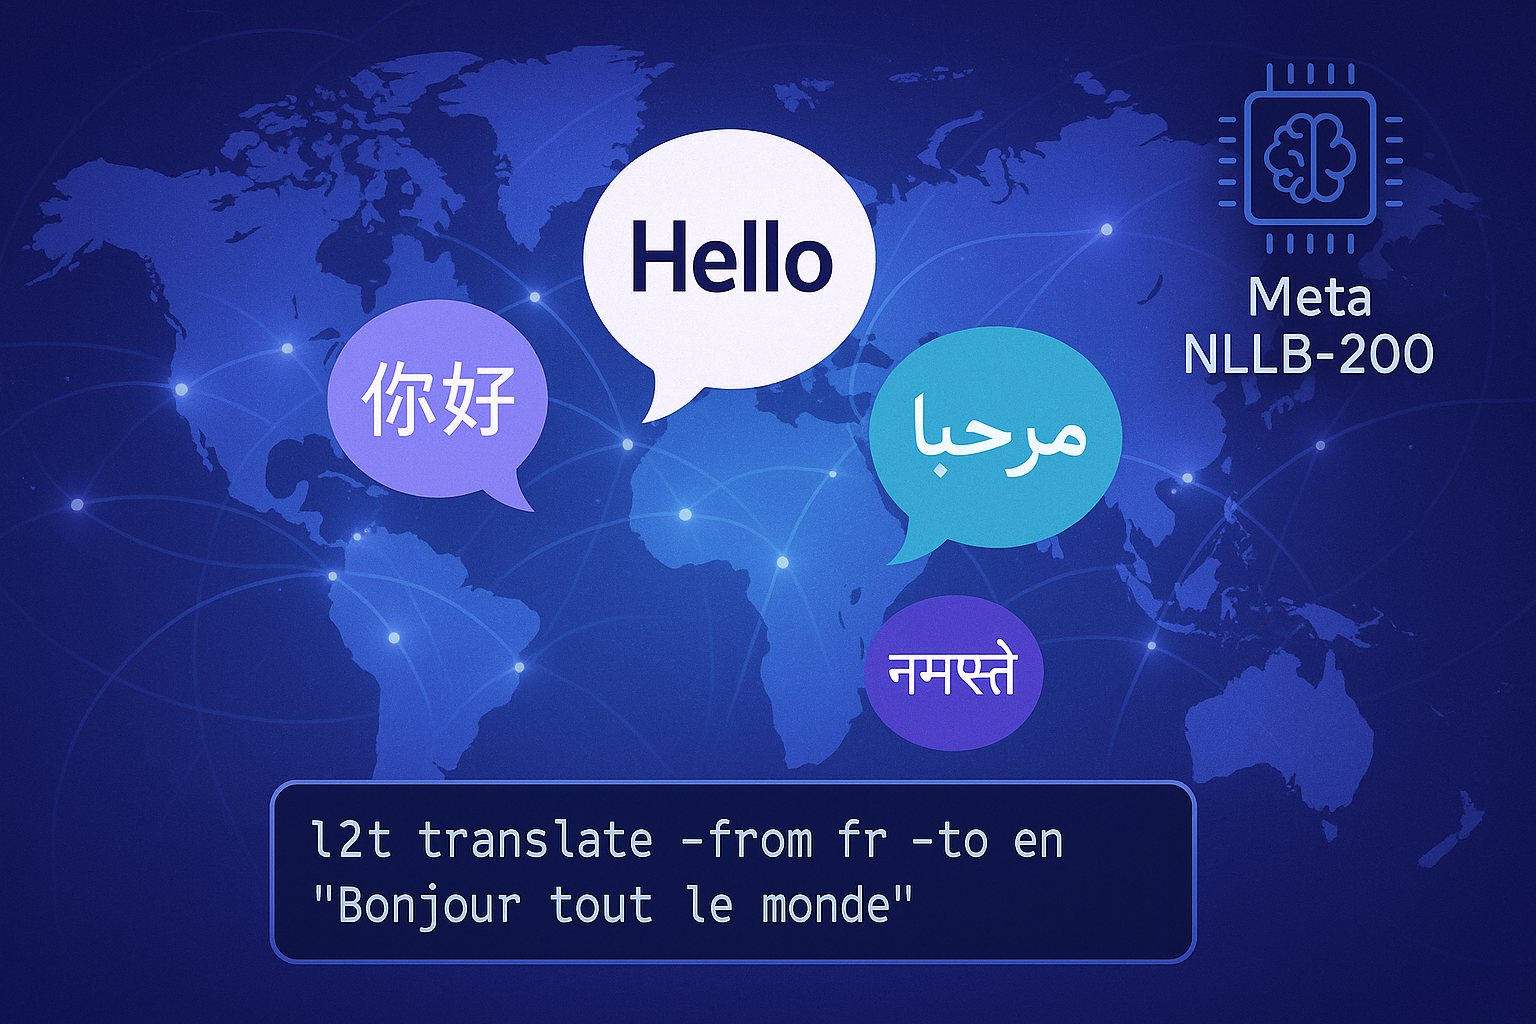 Hello
你好
مرحبا
नमस्ते
Meta
NLLB-200
l2t translate –from fr –to en
"Bonjour tout le monde"